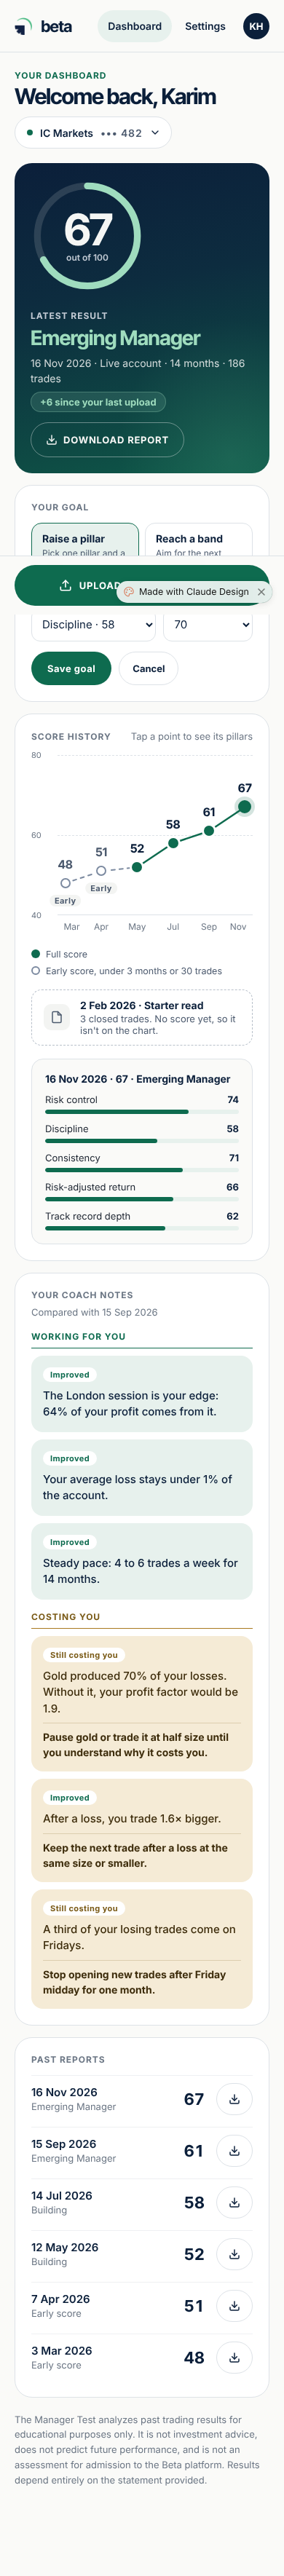 beta
Dashboard
Settings
KH
YOUR DASHBOARD
Welcome back, Karim
IC Markets ••• 482
67
out of 100
LATEST RESULT
Emerging Manager
16 Nov 2026 · Live account · 14 months · 186
trades
+6 since your last upload
DOWNLOAD REPORT
YOUR GOAL
Raise a pillar
Reach a band
Pick one pillar and a
Aim for the next
UPLOAD
Made with Claude Design
Discipline · 58
70
Save goal
Cancel
SCORE HISTORY
Tap a point to see its pillars
80
60
40
48
Early
51
Early
52
58
61
67
Mar
Apr
May
Jul
Sep
Nov
Full score
Early score, under 3 months or 30 trades
2 Feb 2026 · Starter read
3 closed trades. No score yet, so it
isn't on the chart.
16 Nov 2026 · 67 · Emerging Manager
Risk control 74
Discipline 58
Consistency 71
Risk-adjusted return 66
Track record depth 62
YOUR COACH NOTES
Compared with 15 Sep 2026
WORKING FOR YOU
Improved
The London session is your edge:
64% of your profit comes from it.
Improved
Your average loss stays under 1% of
the account.
Improved
Steady pace: 4 to 6 trades a week for
14 months.
COSTING YOU
Still costing you
Gold produced 70% of your losses.
Without it, your profit factor would be
1.9.
Pause gold or trade it at half size until
you understand why it costs you.
Improved
After a loss, you trade 1.6× bigger.
Keep the next trade after a loss at the
same size or smaller.
Still costing you
A third of your losing trades come on
Fridays.
Stop opening new trades after Friday
midday for one month.
PAST REPORTS
16 Nov 2026
Emerging Manager
67
15 Sep 2026
Emerging Manager
61
14 Jul 2026
Building
58
12 May 2026
Building
52
7 Apr 2026
Early score
51
3 Mar 2026
Early score
48
The Manager Test analyzes past trading results for
educational purposes only. It is not investment advice,
does not predict future performance, and is not an
assessment for admission to the Beta platform. Results
depend entirely on the statement provided.